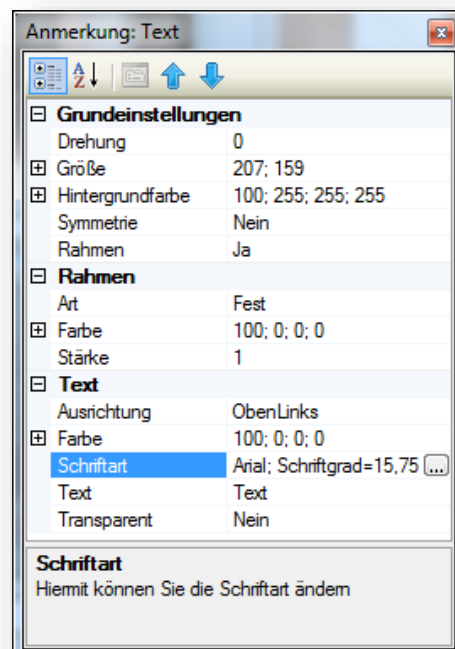 Anmerkung: Text
Grundeinstellungen
Drehung 0
Größe 207; 159
Hintergrundfarbe 100; 255; 255; 255
Symmetrie Nein
Rahmen Ja
Rahmen
Art Fest
Farbe 100; 0; 0; 0
Stärke 1
Text
Ausrichtung ObenLinks
Farbe 100; 0; 0; 0
Schriftart Arial; Schriftgrad=15,75 ...
Text Text
Transparent Nein
Schriftart
Hiermit können Sie die Schriftart ändern